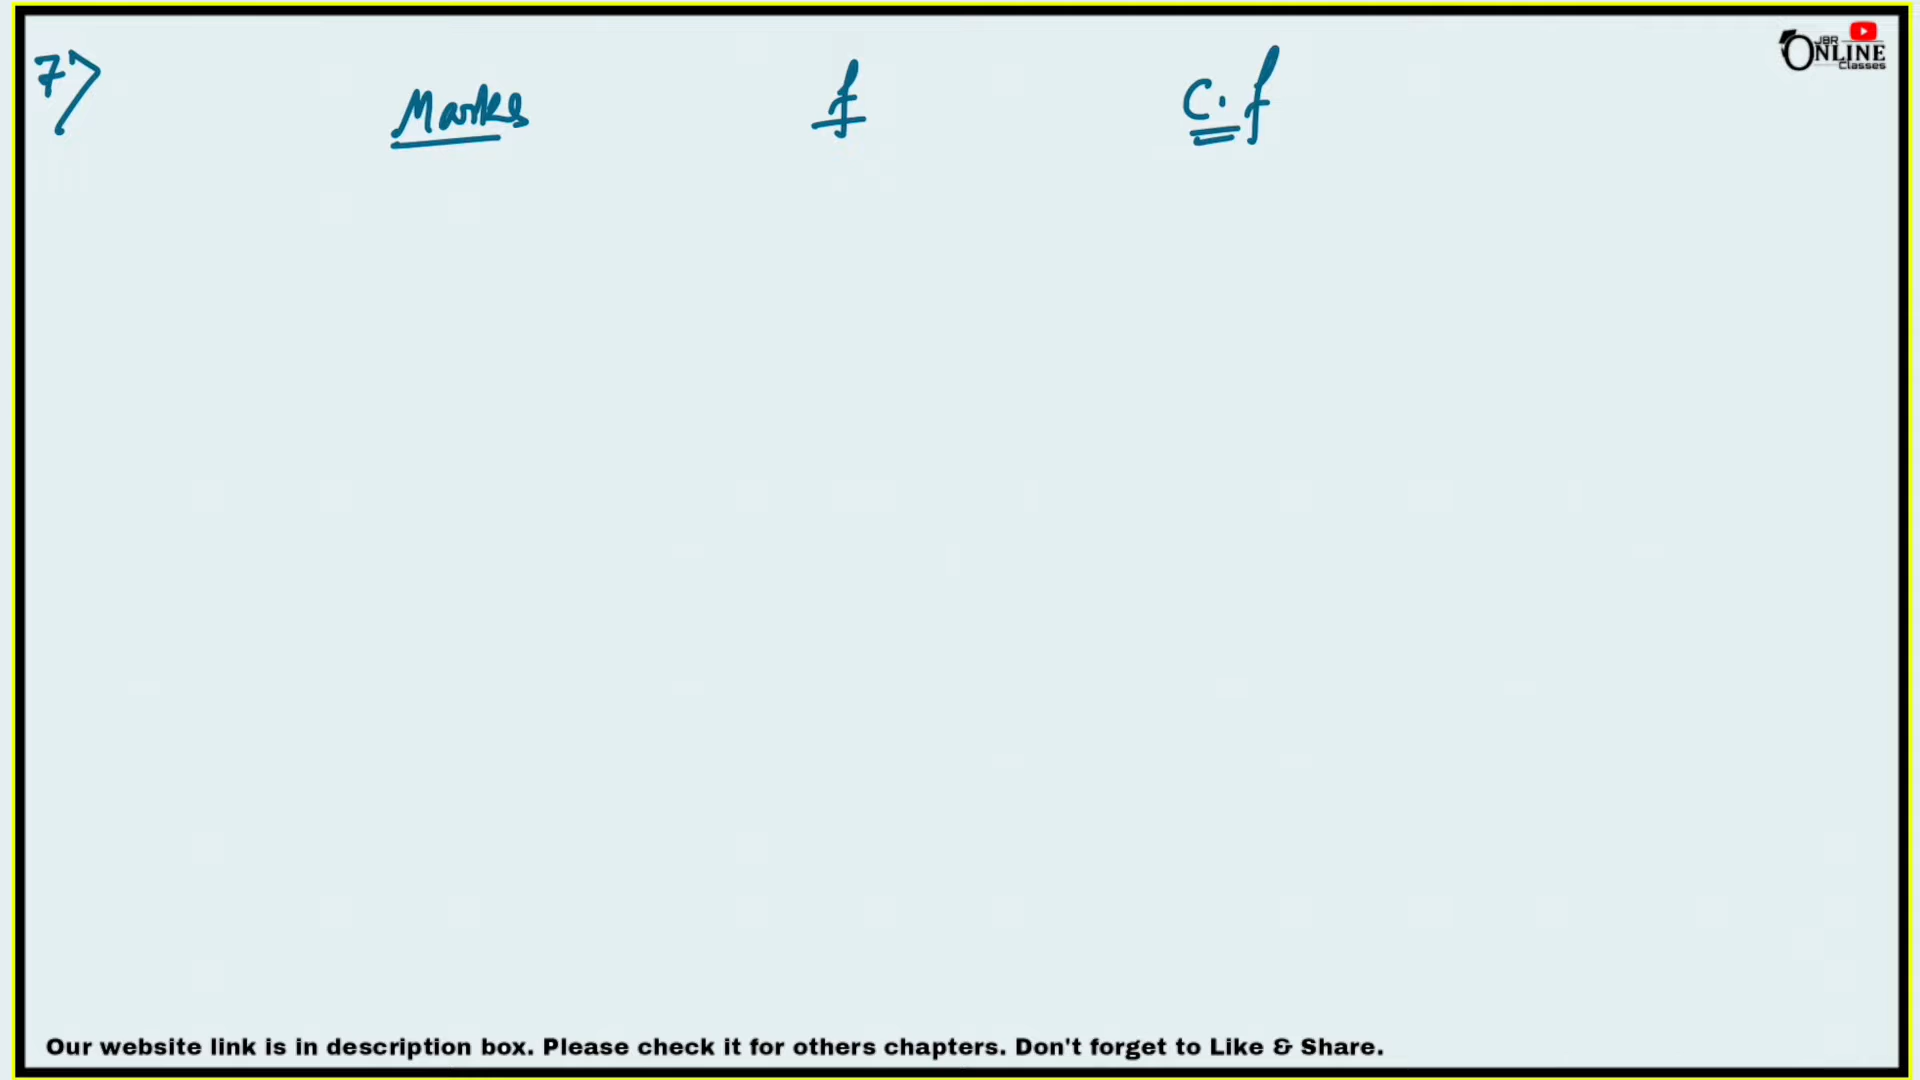 7>
Marks f C.f
JBR
ONLINE
Classes
Our website link is in description box. Please check it for others chapters. Don't forget to Like & Share.